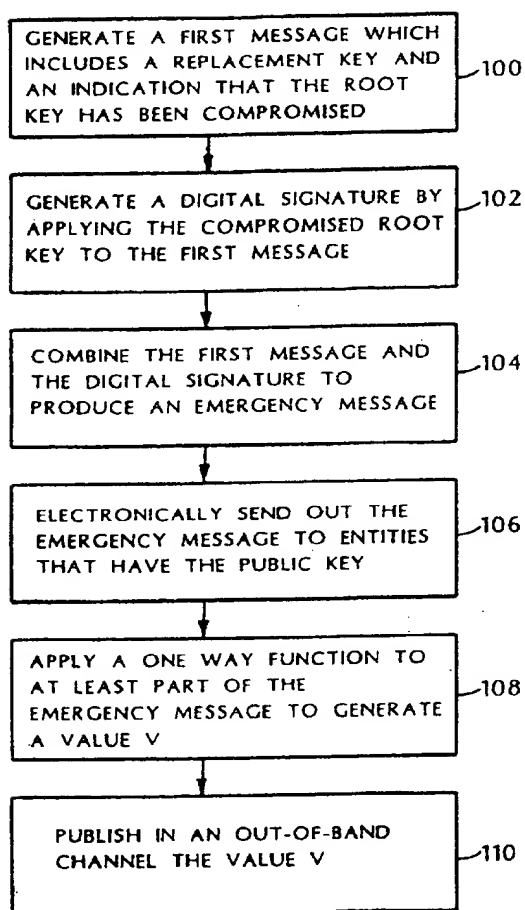 GENERATE A FIRST MESSAGE WHICH
INCLUDES A REPLACEMENT KEY AND
AN INDICATION THAT THE ROOT
KEY HAS BEEN COMPROMISED
100
GENERATE A DIGITAL SIGNATURE BY
APPLYING THE COMPROMISED ROOT
KEY TO THE FIRST MESSAGE
102
COMBINE THE FIRST MESSAGE AND
THE DIGITAL SIGNATURE TO
PRODUCE AN EMERGENCY MESSAGE
104
ELECTRONICALLY SEND OUT THE
EMERGENCY MESSAGE TO ENTITIES
THAT HAVE THE PUBLIC KEY
106
APPLY A ONE WAY FUNCTION TO
AT LEAST PART OF THE
EMERGENCY MESSAGE TO GENERATE
A VALUE V
108
PUBLISH IN AN OUT-OF-BAND
CHANNEL THE VALUE V
110